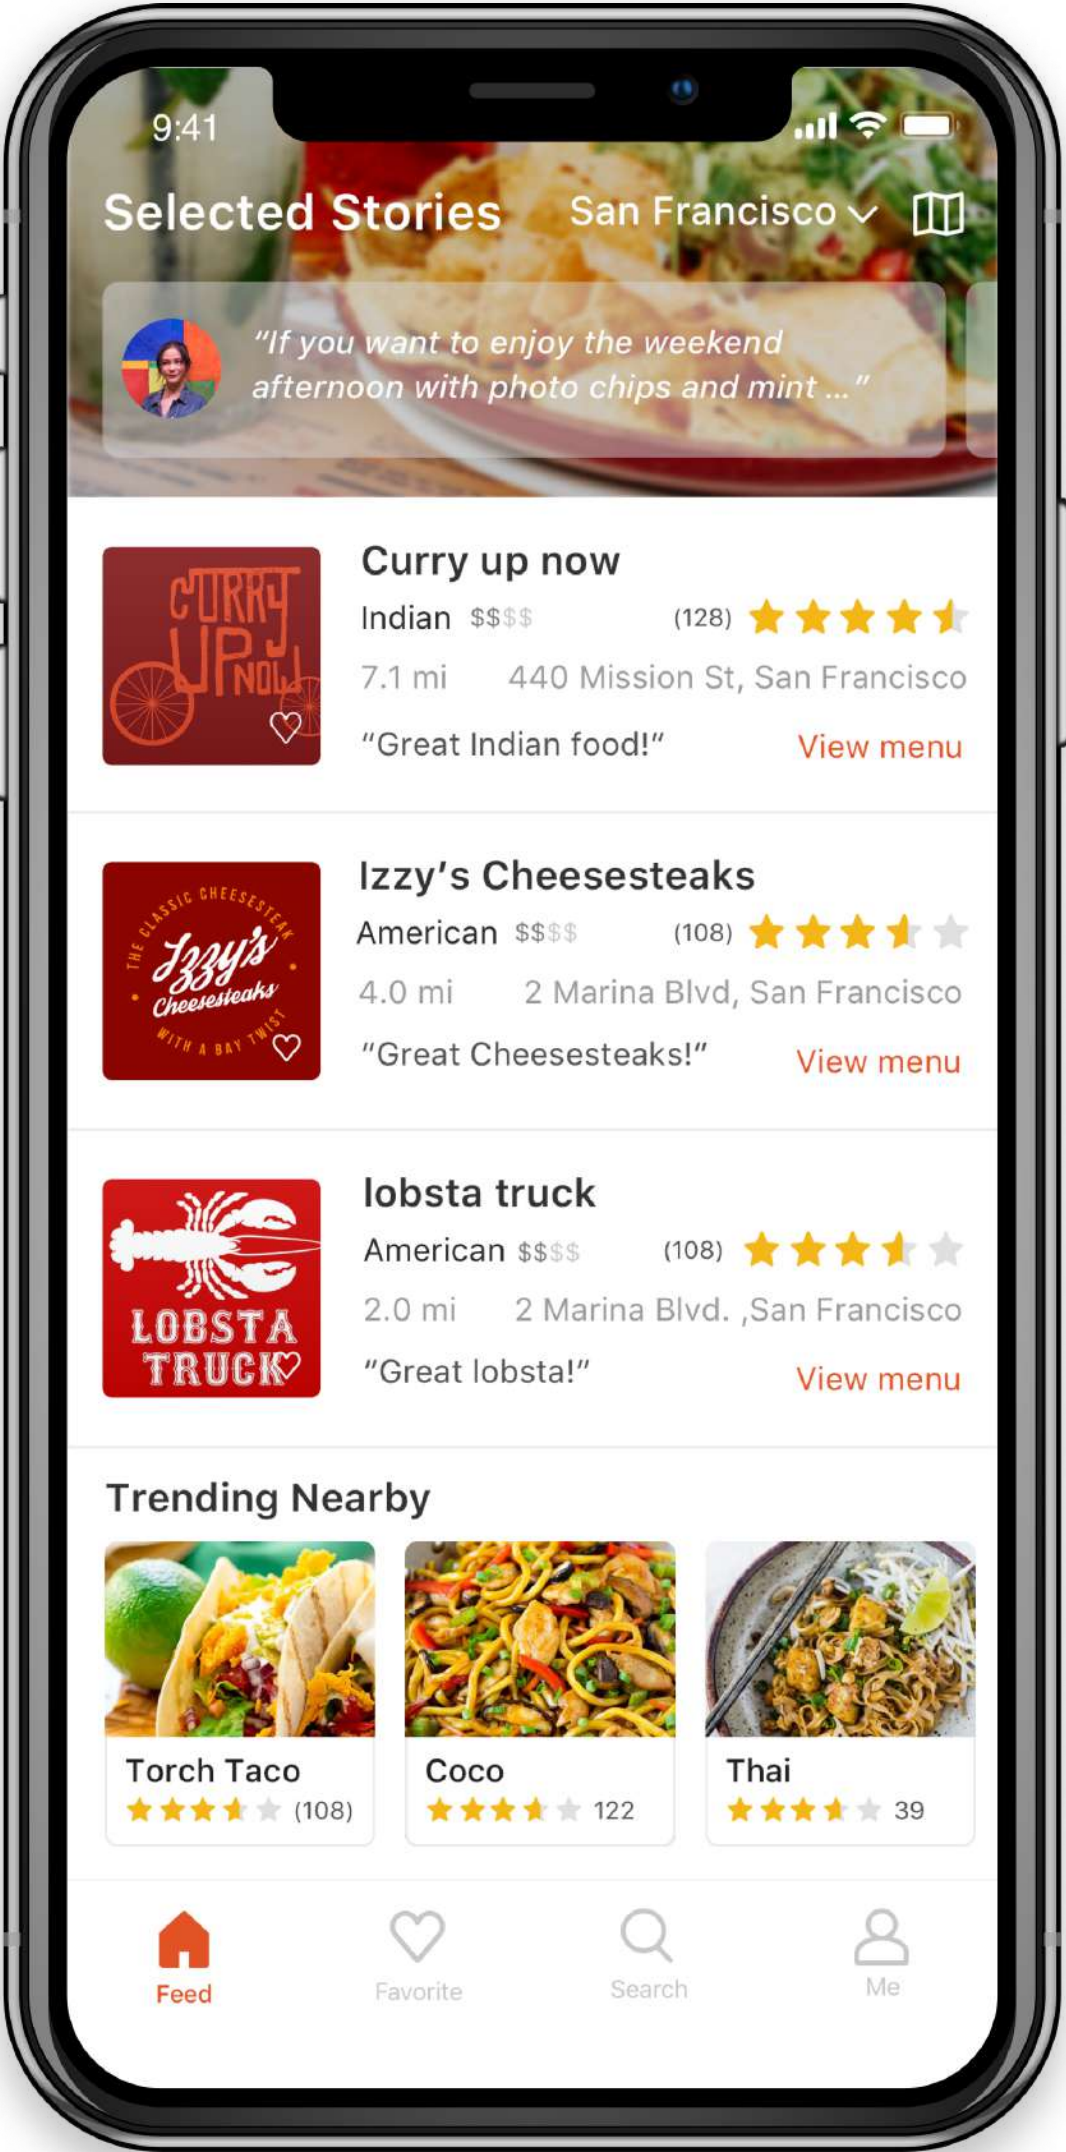 9:41
Selected Stories San Francisco
“If you want to enjoy the weekend
afternoon with photo chips and mint ...”
CURRY
UP
NOW
Curry up now
Indian $$$$ (128)
7.1 mi 440 Mission St, San Francisco
“Great Indian food!“ View menu
THE CLASSIC CHEESESTEAK
Izzy's
Cheesesteaks
WITH A BAY TWIST
Izzy’s Cheesesteaks
American $$$$ (108)
4.0 mi 2 Marina Blvd, San Francisco
“Great Cheesesteaks!” View menu
LOBSTA
TRUCK
lobsta truck
American $$$$ (108)
2.0 mi 2 Marina Blvd. ,San Francisco
“Great lobsta!” View menu
Trending Nearby
Torch Taco
(108)
Coco
122
Thai
39
Feed Favorite Search Me